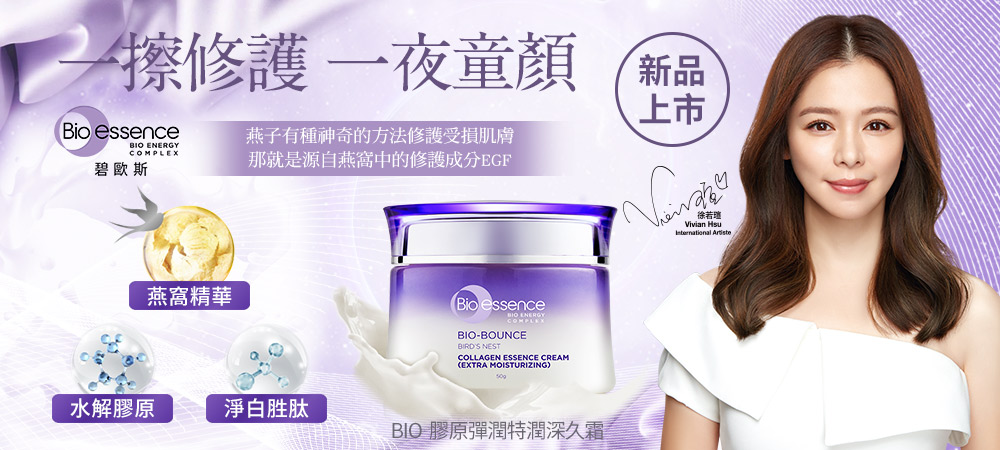 一擦修護 一夜童顏
新品
上市
Bio essence
BIO ENERGY
COMPLEX
碧歐斯
燕子有種神奇的方法修護受損肌膚
那就是源自燕窩中的修護成分EGF
徐若瑄
Vivian Hsu
International Artiste
燕窩精華
水解膠原
淨白胜肽
Bio essence
BIO ENERGY
COMPLEX
BIO-BOUNCE
BIRD'S NEST
COLLAGEN ESSENCE CREAM
(EXTRA MOISTURIZING)
50g
BIO 膠原彈潤特潤深久霜